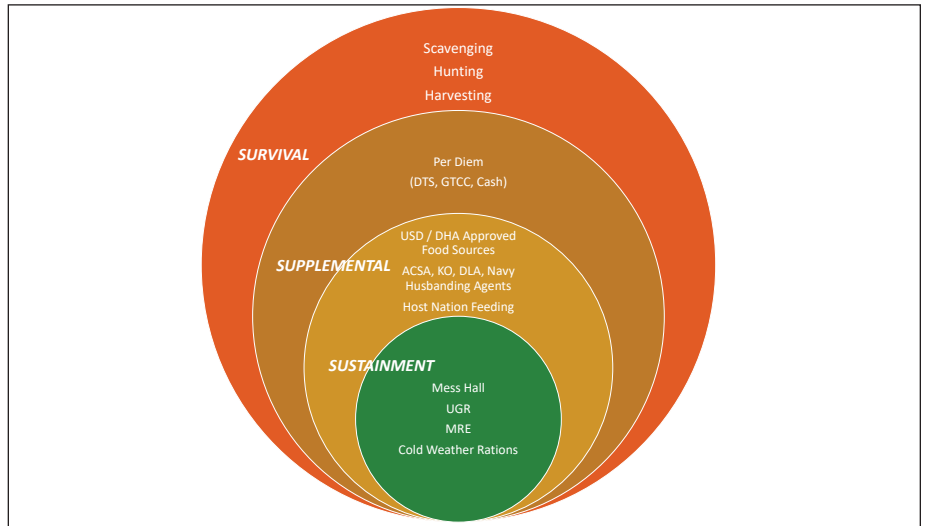 Scavenging
Hunting
Harvesting
SURVIVAL
Per Diem
(DTS, GTCC, Cash)
SUPPLEMENTAL
USD / DHA Approved
Food Sources
ACSA, KO, DLA, Navy
Husbanding Agents
Host Nation Feeding
SUSTAINMENT
Mess Hall
UGR
MRE
Cold Weather Rations